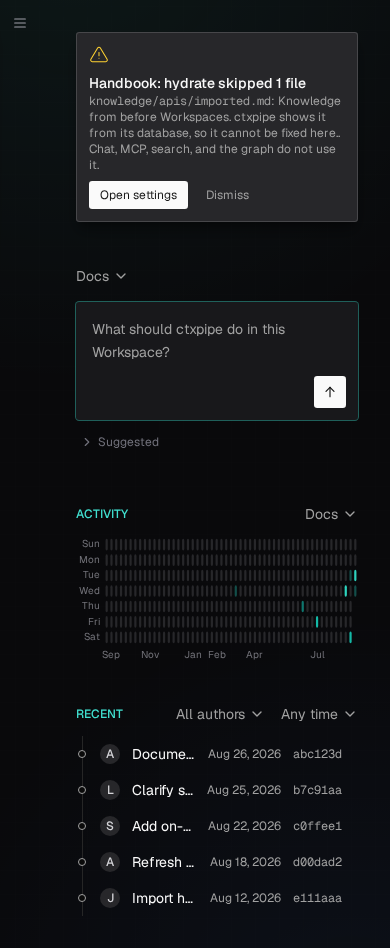 Handbook: hydrate skipped 1 file
knowledge/apis/imported.md: Knowledge
from before Workspaces. ctxpipe shows it
from its database, so it cannot be fixed here..
Chat, MCP, search, and the graph do not use
it.
Open settings Dismiss
Docs
What should ctxpipe do in this
Workspace?
Suggested
ACTIVITY Docs
Sun
Mon
Tue
Wed
Thu
Fri
Sat
Sep Nov Jan Feb Apr Jul
RECENT All authors Any time
A Docume... Aug 26, 2026 abc123d
L Clarify s... Aug 25, 2026 b7c91aa
S Add on-... Aug 22, 2026 c0ffee1
A Refresh ... Aug 18, 2026 d00dad2
J Import h... Aug 12, 2026 e111aaa